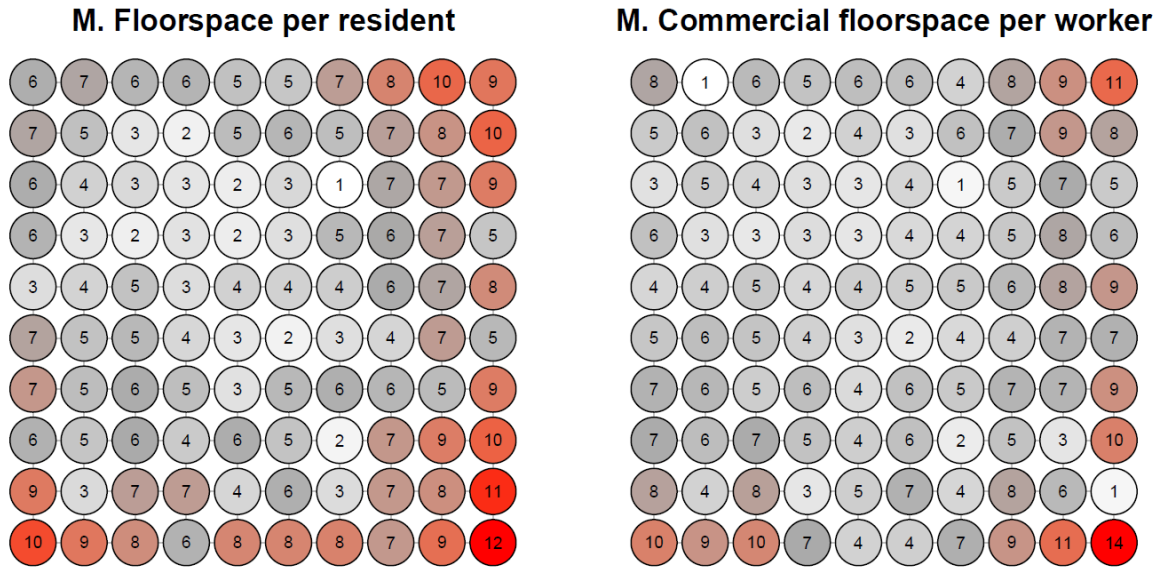 M. Floorspace per resident
6 7 6 6 5 5 7 8 10 9
7 5 3 2 5 6 5 7 8 10
6 4 3 3 2 3 1 7 7 9
6 3 2 3 2 3 5 6 7 5
3 4 5 3 4 4 4 6 7 8
7 5 5 4 3 2 3 4 7 5
7 5 6 5 3 5 6 6 5 9
6 5 6 4 6 5 2 7 9 10
9 3 7 7 4 6 3 7 8 11
10 9 8 6 8 8 8 7 9 12
M. Commercial floorspace per worker
8 1 6 5 6 6 4 8 9 11
5 6 3 2 4 3 6 7 9 8
3 5 4 3 3 4 1 5 7 5
6 3 3 3 3 4 4 5 8 6
4 4 5 4 4 5 5 6 8 9
5 6 5 4 3 2 4 4 7 7
7 6 5 6 4 6 5 7 7 9
7 6 7 5 4 6 2 5 3 10
8 4 8 3 5 7 4 8 6 1
10 9 10 7 4 4 7 9 11 14